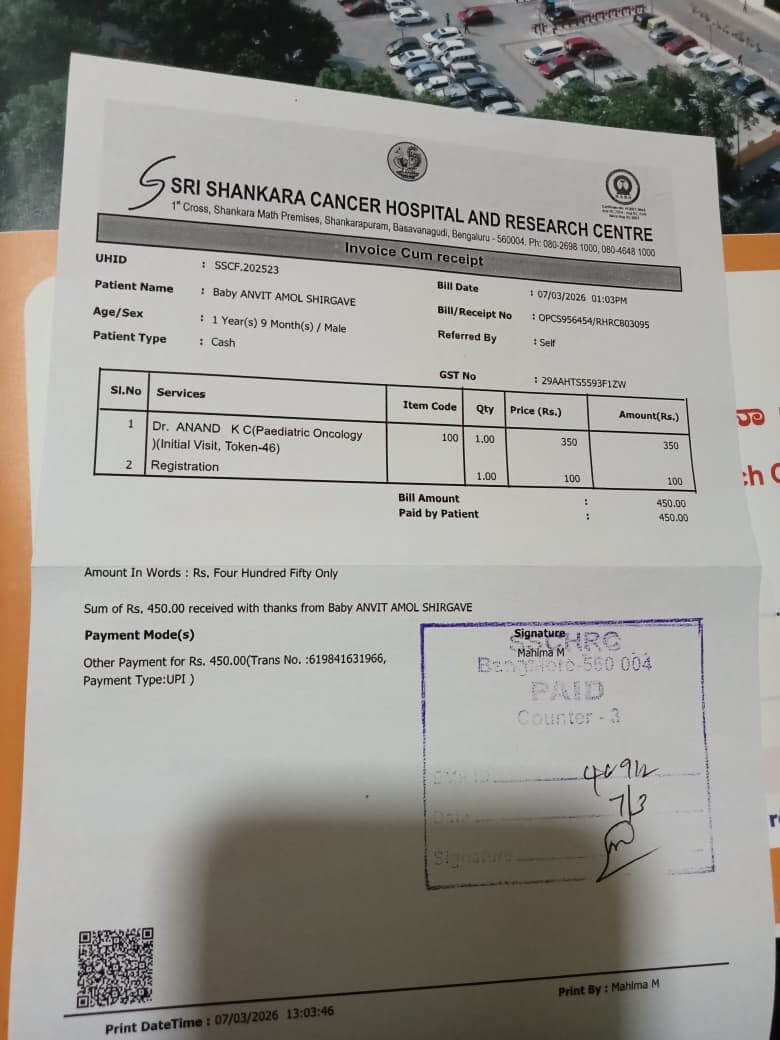 SRI SHANKARA CANCER HOSPITAL AND RESEARCH CENTRE
1st Cross, Shankara Math Premises, Shankarapuram, Basavanagudi, Bengaluru - 560004. Ph: 080-2698 1000, 080-4648 1000
Invoice Cum receipt
UHID : SSCF.202523
Bill Date : 07/03/2026 01:03PM
Patient Name : Baby ANVIT AMOL SHIRGAVE
Bill/Receipt No : OPCS956454/RHRC803095
Age/Sex : 1 Year(s) 9 Month(s) / Male
Referred By : Self
Patient Type : Cash
GST No : 29AAHTS5593F1ZW
Sl.No Services Item Code Qty Price (Rs.) Amount(Rs.)
1 Dr. ANAND K C(Paediatric Oncology 100 1.00 350 350
)(Initial Visit, Token-46)
2 Registration 1.00 100 100
Bill Amount : 450.00
Paid by Patient : 450.00
Amount In Words : Rs. Four Hundred Fifty Only
Sum of Rs. 450.00 received with thanks from Baby ANVIT AMOL SHIRGAVE
Payment Mode(s)
Other Payment for Rs. 450.00(Trans No. :619841631966,
Payment Type:UPI )
Signature
SSCHRC
Mahima M
Bangalore-560 004
PAID
Counter - 3
Date 7/3
Signature
Print DateTime : 07/03/2026 13:03:46
Print By : Mahima M